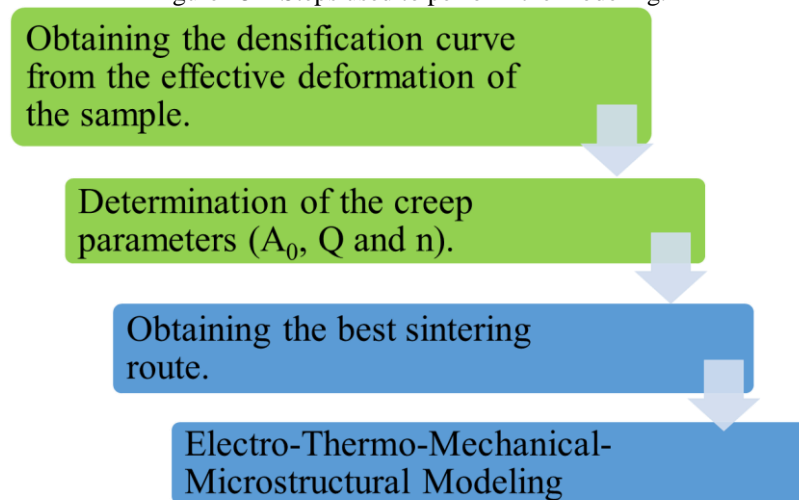 Obtaining the densification curve
from the effective deformation of
the sample.
Determination of the creep
parameters (A₀, Q and n).
Obtaining the best sintering
route.
Electro-Thermo-Mechanical-
Microstructural Modeling